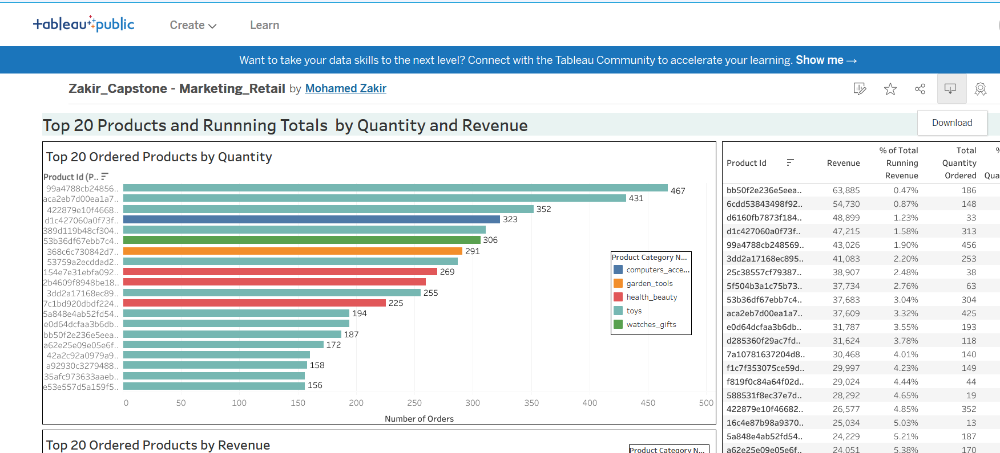 +ableau+public
Create
Learn
Want to take your data skills to the next level? Connect with the Tableau Community to accelerate your learning. Show me →
Zakir_Capstone - Marketing_Retail by Mohamed Zakir
Download
Top 20 Products and Runnning Totals by Quantity and Revenue
Top 20 Ordered Products by Quantity
Product Id (P..
99a4788cb24856.. 467
aca2eb7d00ea1a7.. 431
422879e10f4668.. 352
d1c427060a0f73f.. 323
389d119b48cf304..
53b36df67ebb7c4.. 306
368c6c730842d7.. 291
53759a2ecddad2..
154e7e31ebfa092.. 269
2b4609f8948be18..
3dd2a17168ec89.. 255
7c1bd920dbdf224.. 225
5a848e4ab52fd54.. 194
e0d64dcfaa3b6db..
bb50f2e236e5eea.. 187
a62e25e09e05e6f.. 172
42a2c92a0979a9..
a92930c3279488.. 158
35afc973633aaeb..
e53e557d5a159f5.. 156
0 50 100 150 200 250 300 350 400 450 500
Number of Orders
Product Category N...
computers_acce...
garden_tools
health_beauty
toys
watches_gifts
Product Id Revenue % of Total Running Revenue Total Quantity Ordered % Qua
bb50f2e236e5eea.. 63,885 0.47% 186
6cdd53843498f92.. 54,730 0.87% 148
d6160fb7873f184.. 48,899 1.23% 33
d1c427060a0f73f.. 47,215 1.58% 313
99a4788cb248569.. 43,026 1.90% 456
3dd2a17168ec895.. 41,083 2.20% 253
25c38557cf79387.. 38,907 2.48% 38
5f504b3a1c75b73.. 37,734 2.76% 63
53b36df67ebb7c4.. 37,683 3.04% 304
aca2eb7d00ea1a7.. 37,609 3.32% 425
e0d64dcfaa3b6db.. 31,787 3.55% 193
d285360f29ac7fd.. 31,624 3.78% 118
7a10781637204d8.. 30,468 4.01% 140
f1c7f353075ce59d.. 29,997 4.23% 149
f819f0c84a64f02d.. 29,024 4.44% 44
588531f8ec37e7d.. 28,292 4.65% 19
422879e10f46682.. 26,577 4.85% 352
16c4e87b98a9370.. 25,034 5.03% 13
5a848e4ab52fd54.. 24,229 5.21% 187
a62e25e09e05e6f.. 24,051 5.38% 170
Top 20 Ordered Products by Revenue
Product Category N...